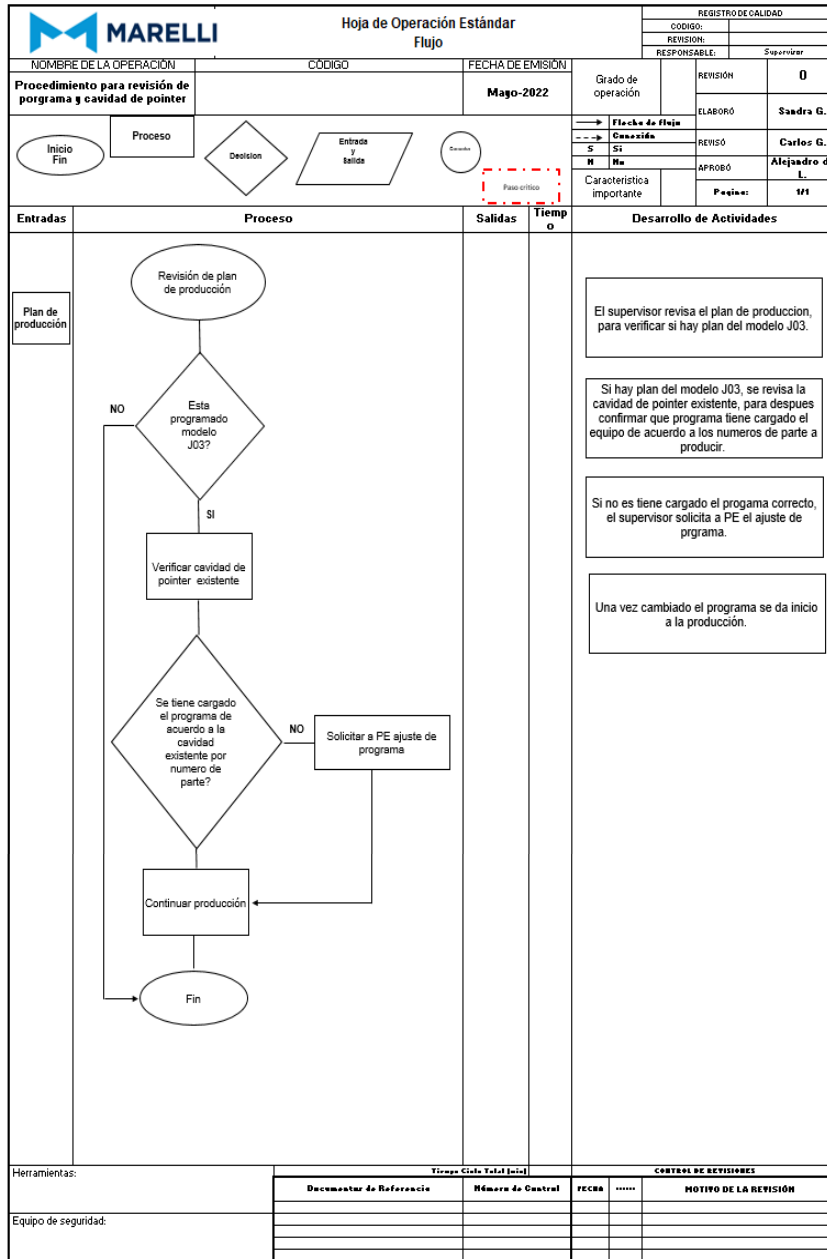 MARELLI
Hoja de Operación Estándar
Flujo
REGISTRO DE CALIDAD
CODIGO:
REVISION:
RESPONSABLE: Supervisor
NOMBRE DE LA OPERACIÓN
CÓDIGO
FECHA DE EMISIÓN
Procedimiento para revisión de
porgrama y cavidad de pointer
Mayo-2022
Grado de
operación
REVISIÓN 0
ELABORÓ Sandra G.
REVISÓ Carlos G.
APROBÓ Alejandro d
L.
Pagina: 1/1
Flecha de flujo
Conexión
S Si
N No
Caracteristica
importante
Inicio
Fin
Proceso
Decision
Entrada
y
Salida
Conector
Paso crítico
Entradas
Proceso
Salidas
Tiemp
o
Desarrollo de Actividades
Plan de
producción
Revisión de plan
de producción
Esta
programado
modelo
J03?
NO
SI
Verificar cavidad de
pointer existente
Se tiene cargado
el programa de
acuerdo a la
cavidad
existente por
numero de
parte?
NO
Solicitar a PE ajuste de
programa
Continuar producción
Fin
El supervisor revisa el plan de produccion,
para verificar si hay plan del modelo J03.
Si hay plan del modelo J03, se revisa la
cavidad de pointer existente, para despues
confirmar que programa tiene cargado el
equipo de acuerdo a los numeros de parte a
producir.
Si no es tiene cargado el progama correcto,
el supervisor solicita a PE el ajuste de
prgrama.
Una vez cambiado el programa se da inicio
a la producción.
Herramientas:
Tiempo Ciclo Total [min]
CONTROL DE REVISIONES
Documentos de Referencia
Número de Control
FECHA
......
MOTIVO DE LA REVISIÓN
Equipo de seguridad: